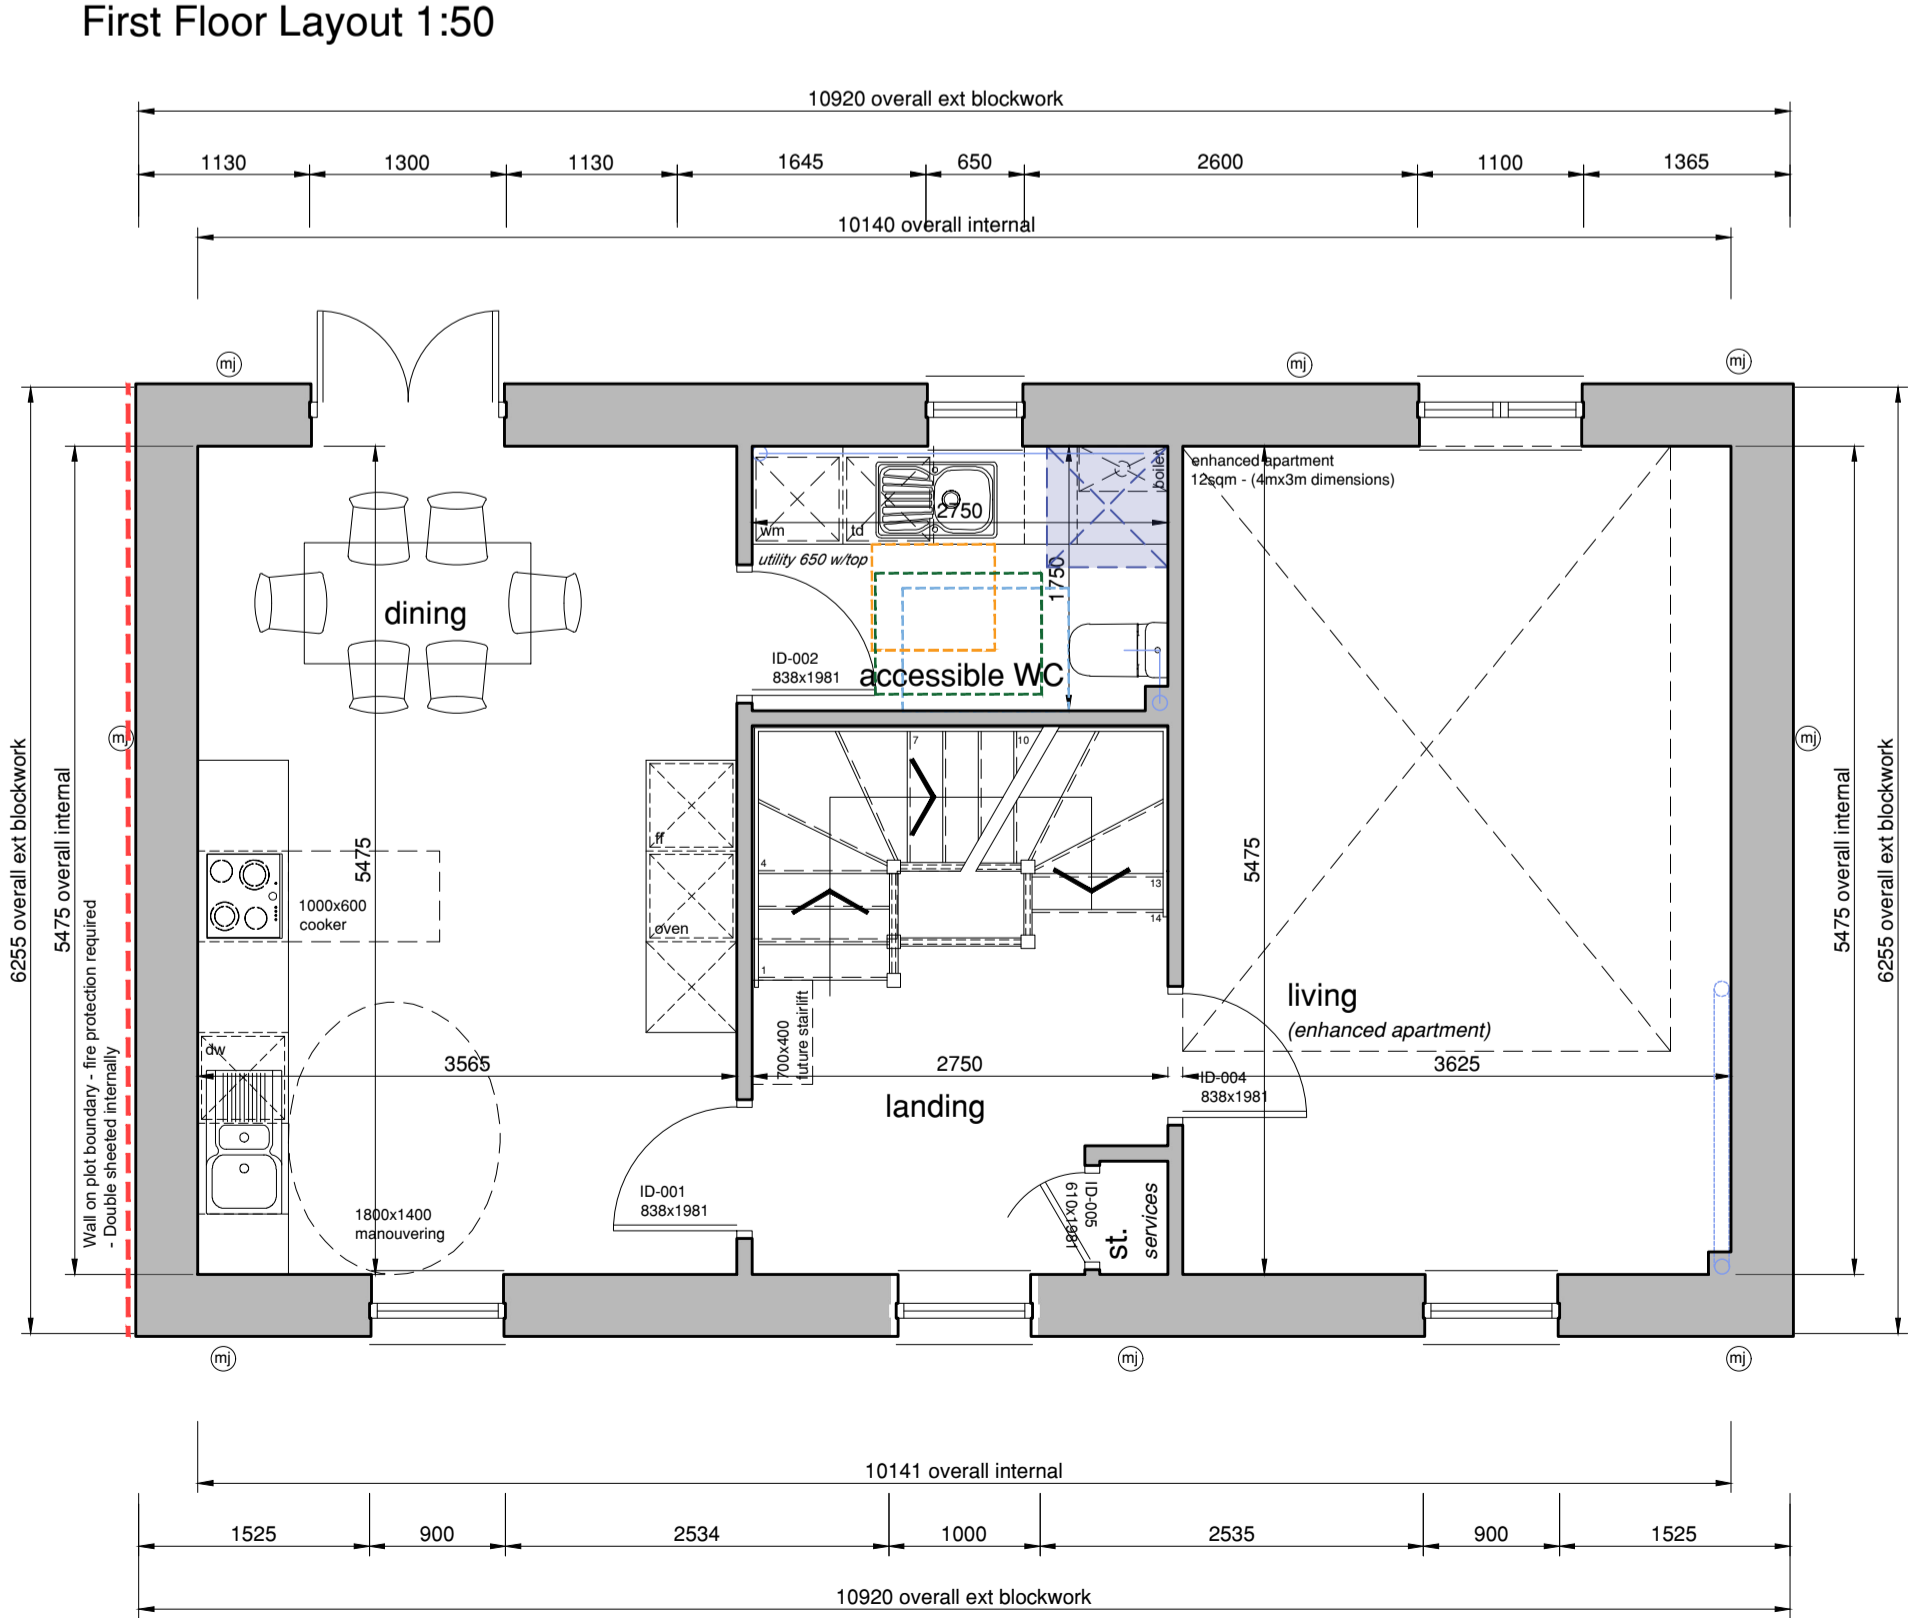 First Floor Layout 1:50
10920 overall ext blockwork
1130
1300
1130
1645
650
2600
1100
1365
10140 overall internal
mj
mj
mj
enhanced apartment
12sqm - (4mx3m dimensions)
boiler
2750
wm
td
utility 650 w/top
1750
dining
ID-002
838x1981
accessible WC
mj
mj
7
10
4
13
14
1
ff
oven
1000x600
cooker
5475
5475
6255 overall ext blockwork
5475 overall internal
Wall on plot boundary - fire protection required
- Double sheeted internally
5475 overall internal
6255 overall ext blockwork
living
(enhanced apartment)
700x400
future stairlift
dw
3565
2750
3625
ID-004
838x1981
landing
ID-001
838x1981
1800x1400
manouvering
ID-005
610x1981
st.
services
mj
mj
mj
10141 overall internal
1525
900
2534
1000
2535
900
1525
10920 overall ext blockwork